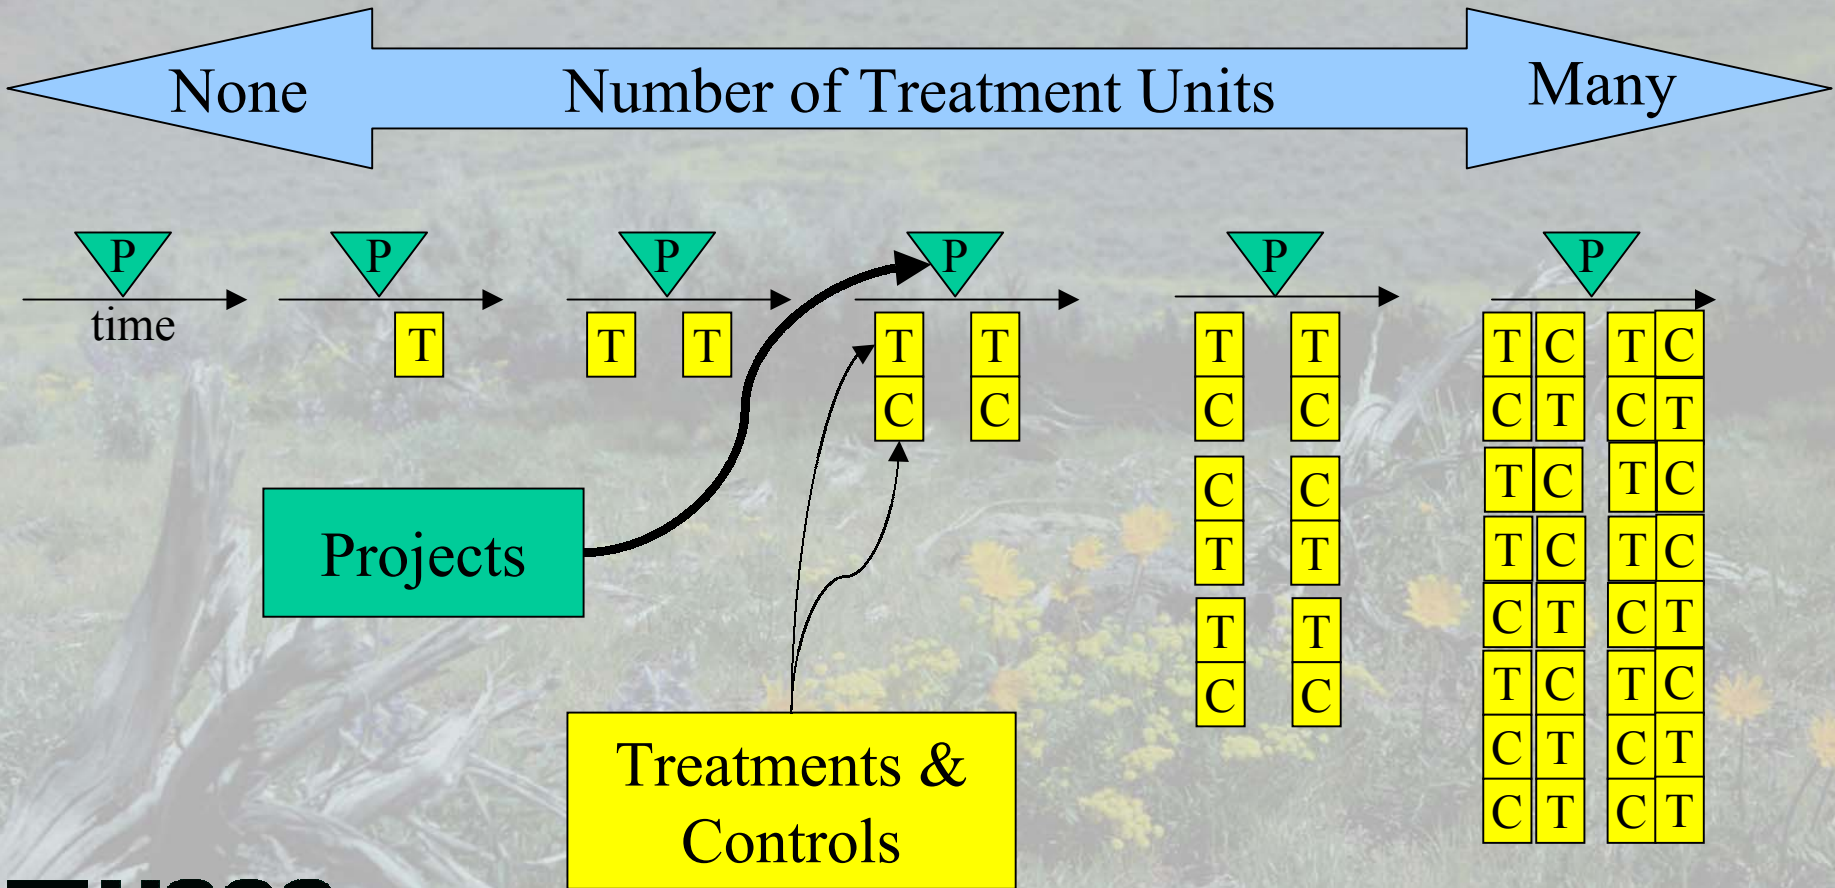 None Number of Treatment Units Many
P P P P P P
time
T T T T T T T T T C T C
C C C C C T C T
C C T C T C
T T T C T C
C T C T
T T T C T C
C C C T C T
C T C T
Projects
Treatments &
Controls